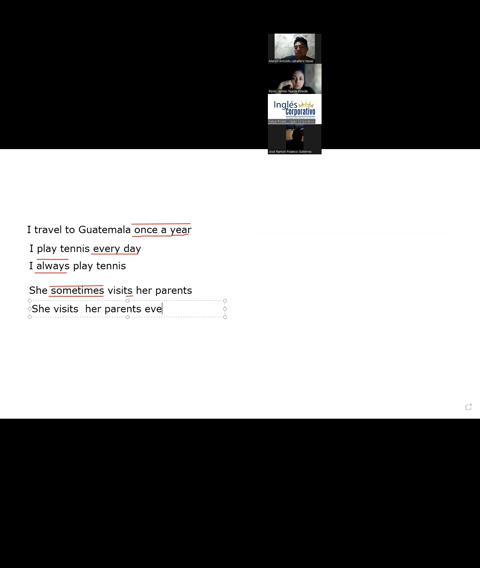 Inglés
corporativo
I travel to Guatemala once a year
I play tennis every day
I always play tennis
She sometimes visits her parents
She visits her parents eve